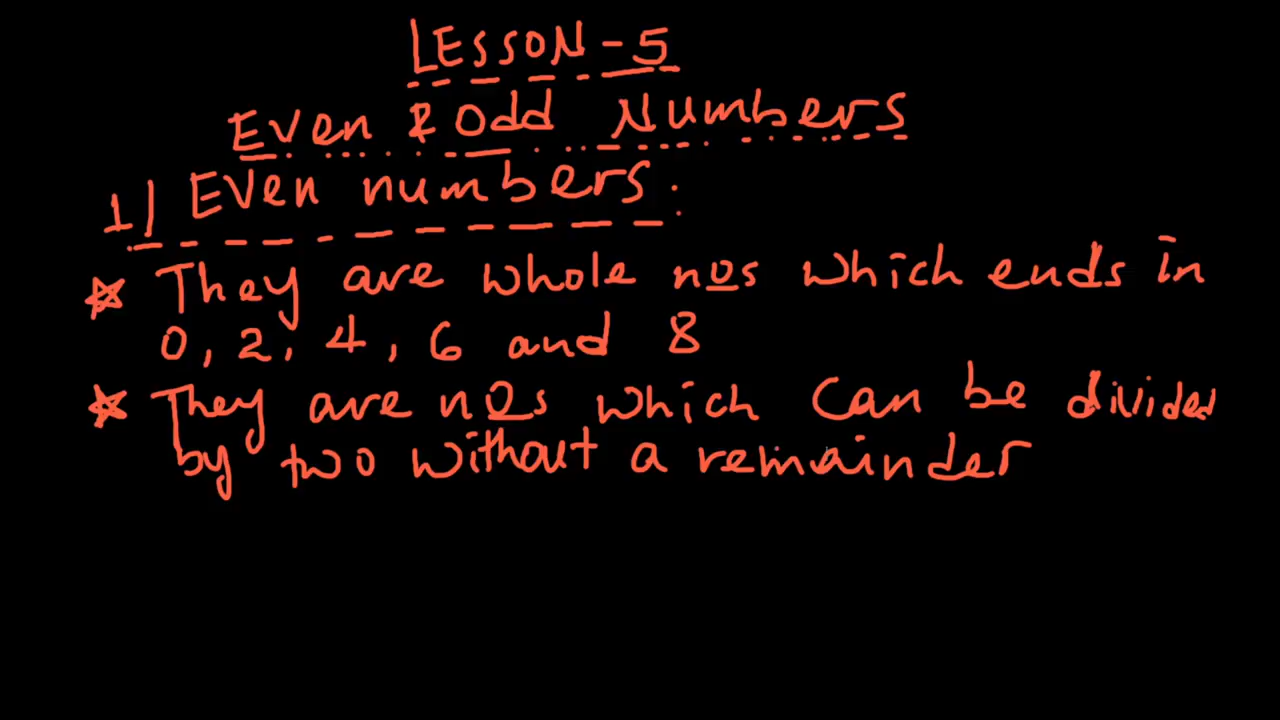 LESSON-5
Even & Odd Numbers
1) Even numbers:
☆ They are whole nos which ends in
0, 2, 4, 6 and 8
☆ They are nos which can be divided
by two without a remainder